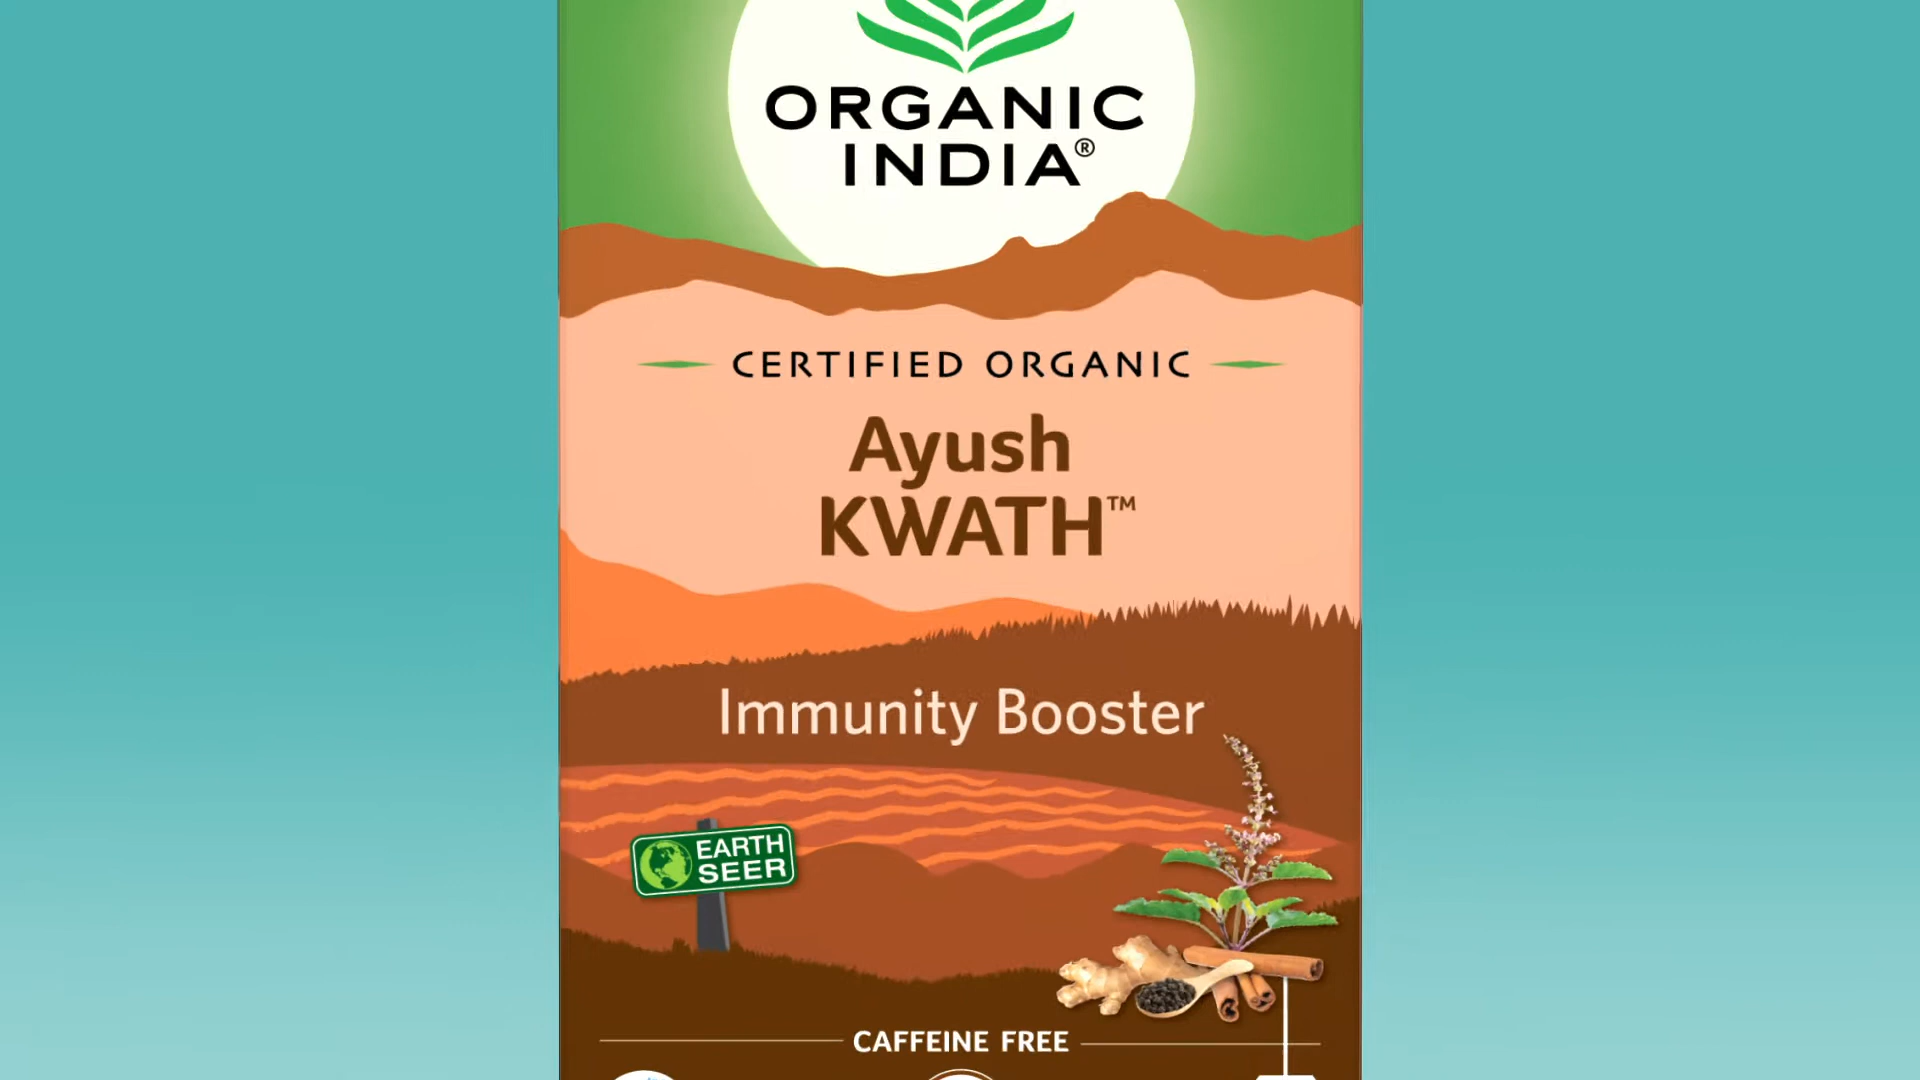 ORGANIC
INDIA®
CERTIFIED ORGANIC
Ayush
KWATH™
Immunity Booster
EARTH
SEER
CAFFEINE FREE